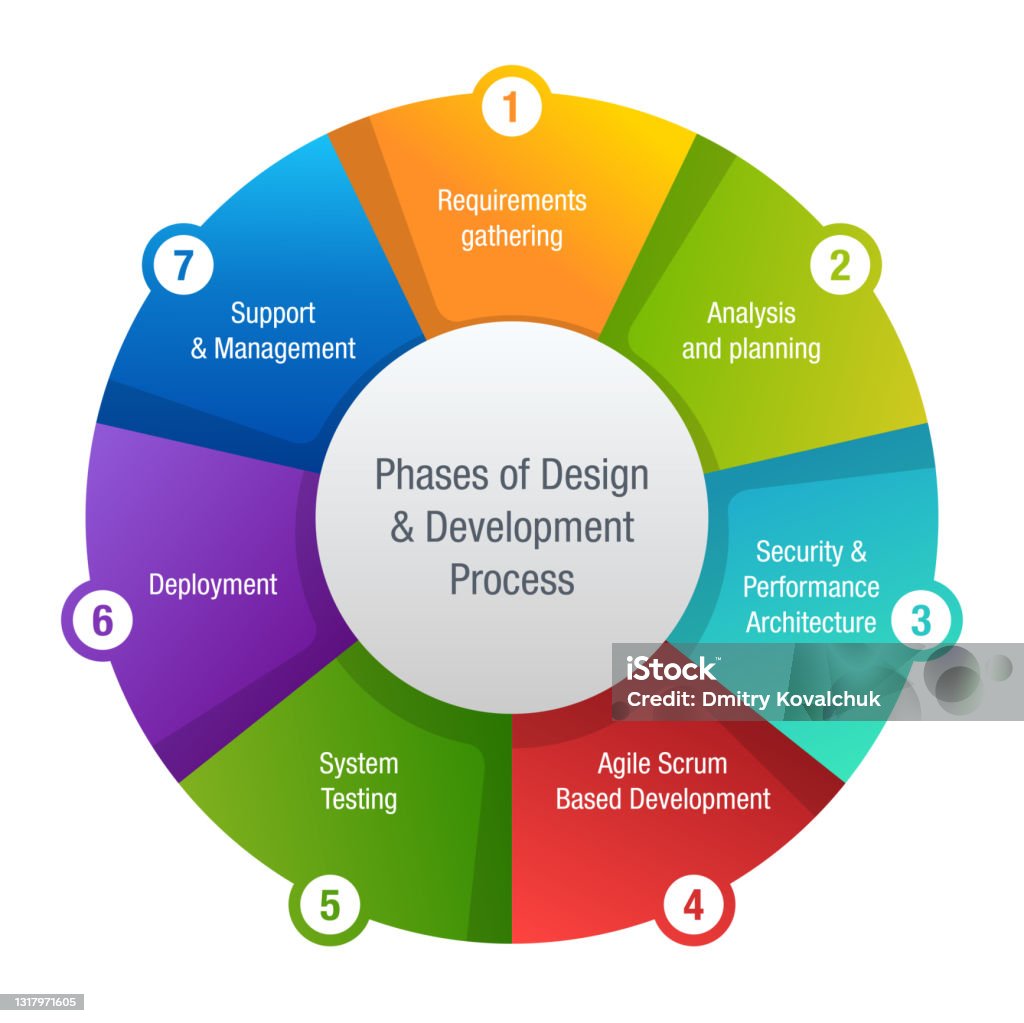 1
Requirements
gathering
2
Analysis
and planning
3
Security &
Performance
Architecture
4
Agile Scrum
Based Development
5
System
Testing
6
Deployment
7
Support
& Management
Phases of Design
& Development
Process
iStock™
Credit: Dmitry Kovalchuk
1317971605